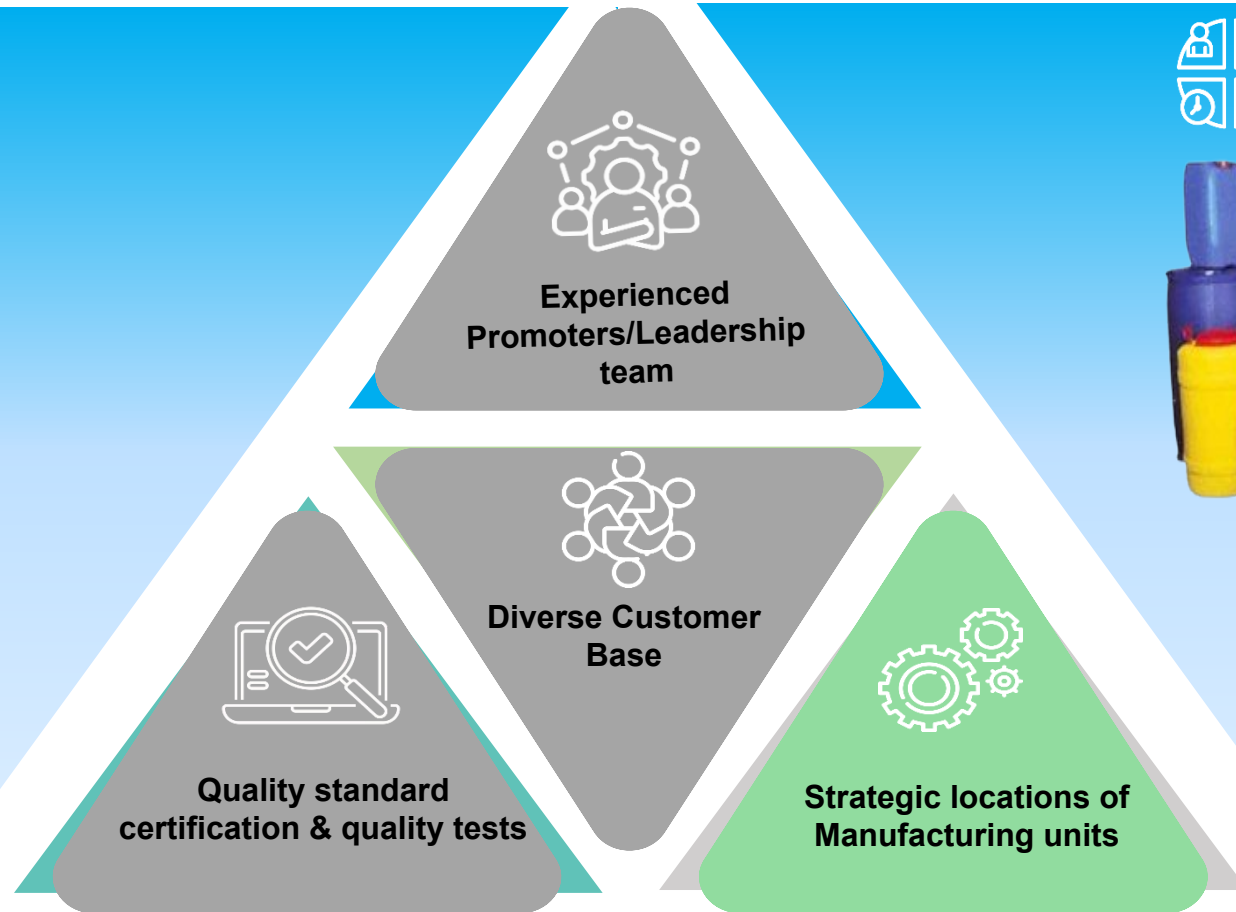 Experienced
Promoters/Leadership
team
Diverse Customer
Base
Quality standard
certification & quality tests
Strategic locations of
Manufacturing units